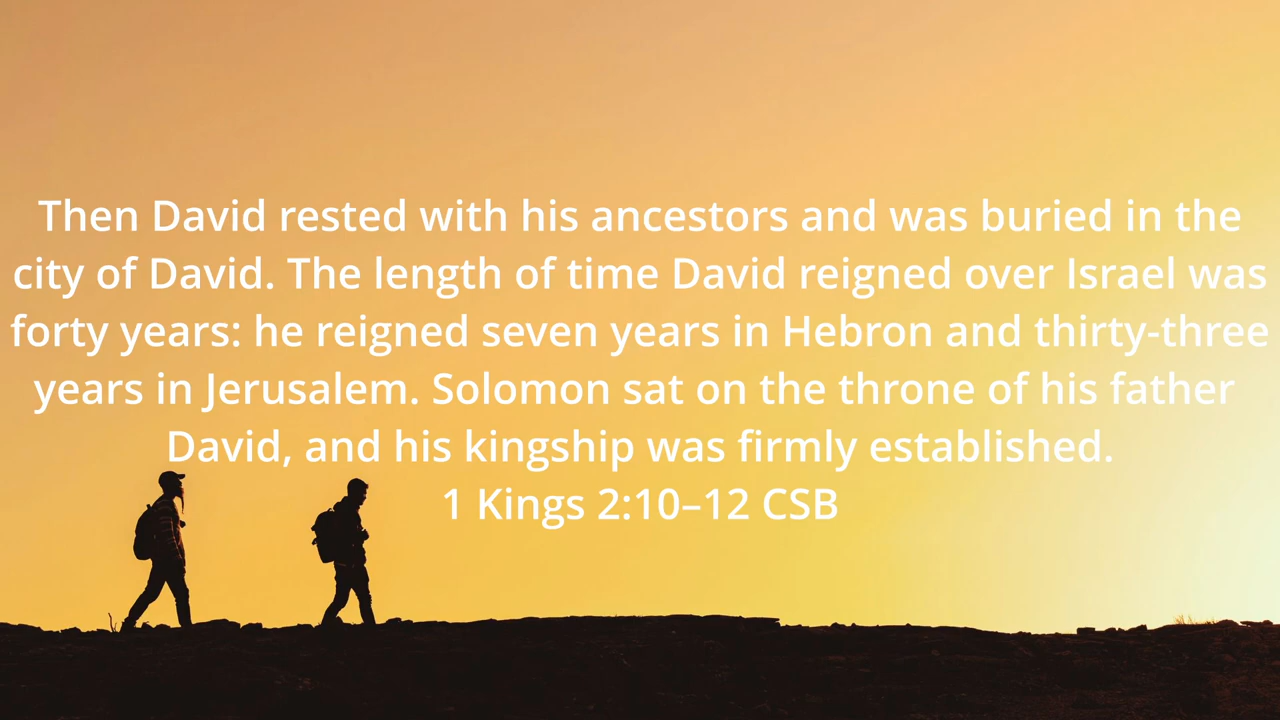 Then David rested with his ancestors and was buried in the
city of David. The length of time David reigned over Israel was
forty years: he reigned seven years in Hebron and thirty-three
years in Jerusalem. Solomon sat on the throne of his father
David, and his kingship was firmly established.
1 Kings 2:10–12 CSB